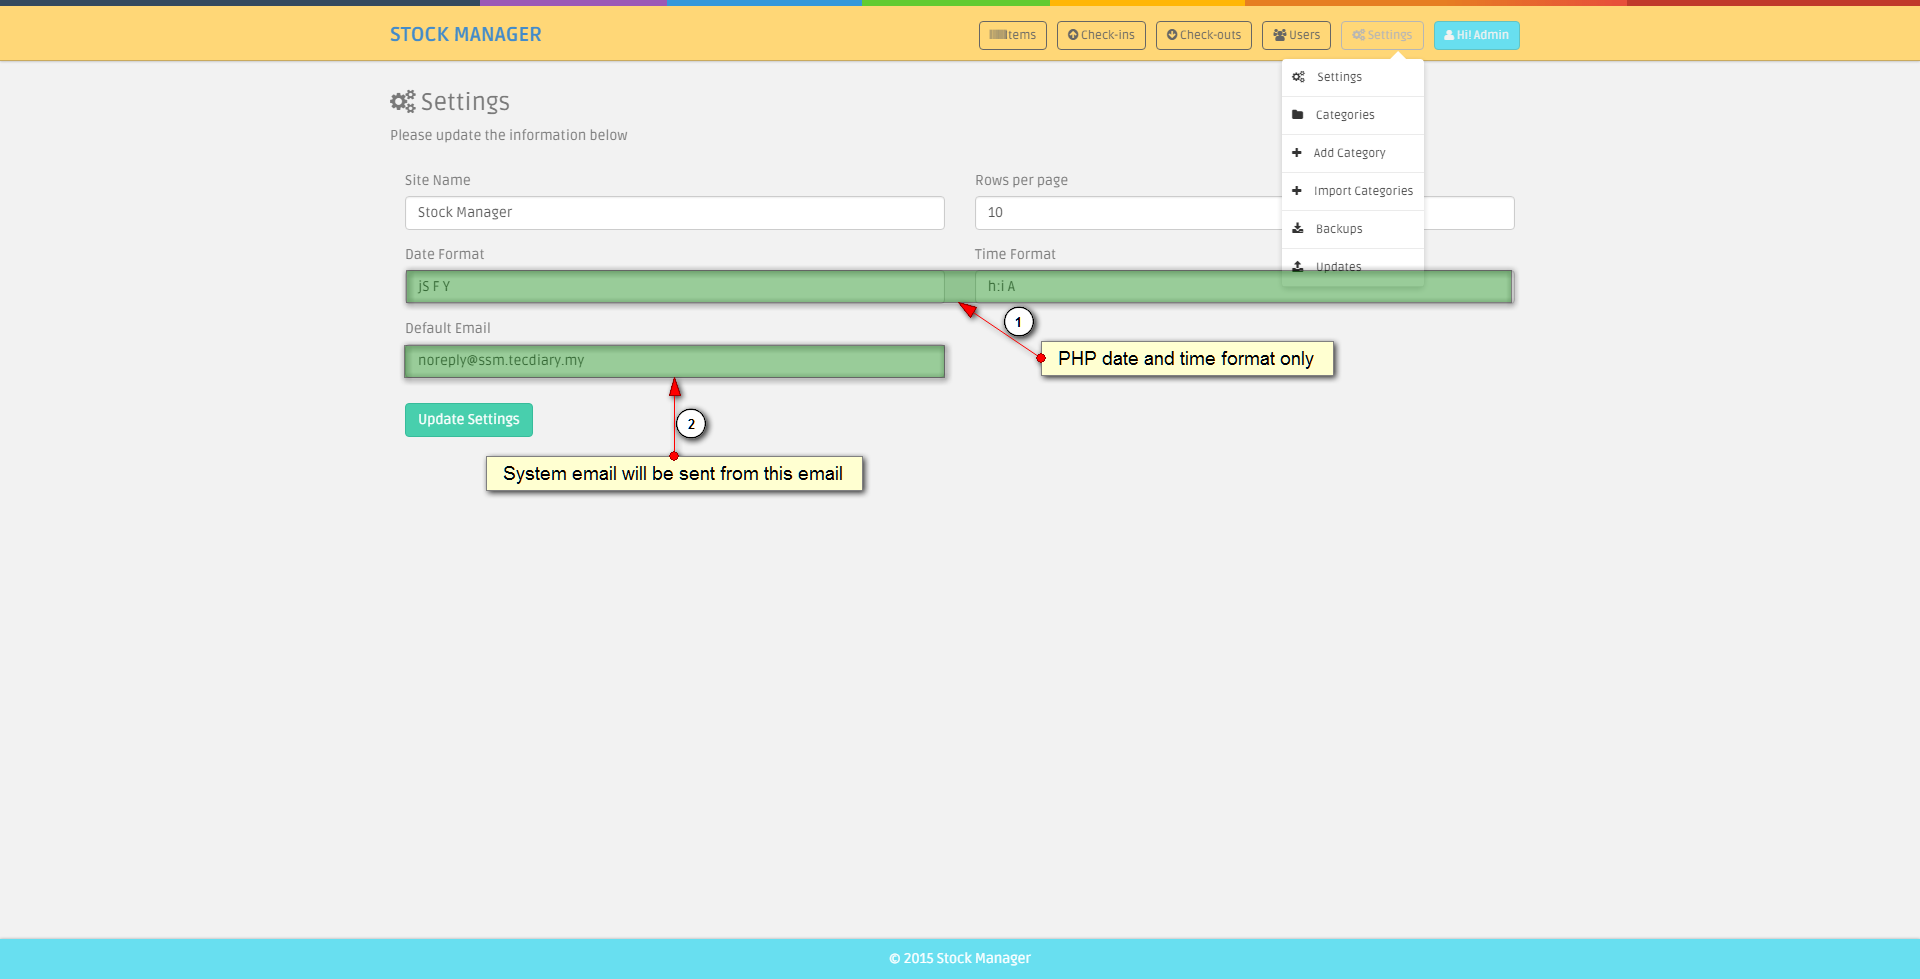 STOCK MANAGER
Items
Check-ins
Check-outs
Users
Settings
Hi! Admin
Settings
Categories
Add Category
Import Categories
Backups
Updates
Settings
Please update the information below
Site Name
Rows per page
Stock Manager
10
Date Format
Time Format
jS F Y
h:i A
1
Default Email
PHP date and time format only
noreply@ssm.tecdiary.my
Update Settings
2
System email will be sent from this email
© 2015 Stock Manager